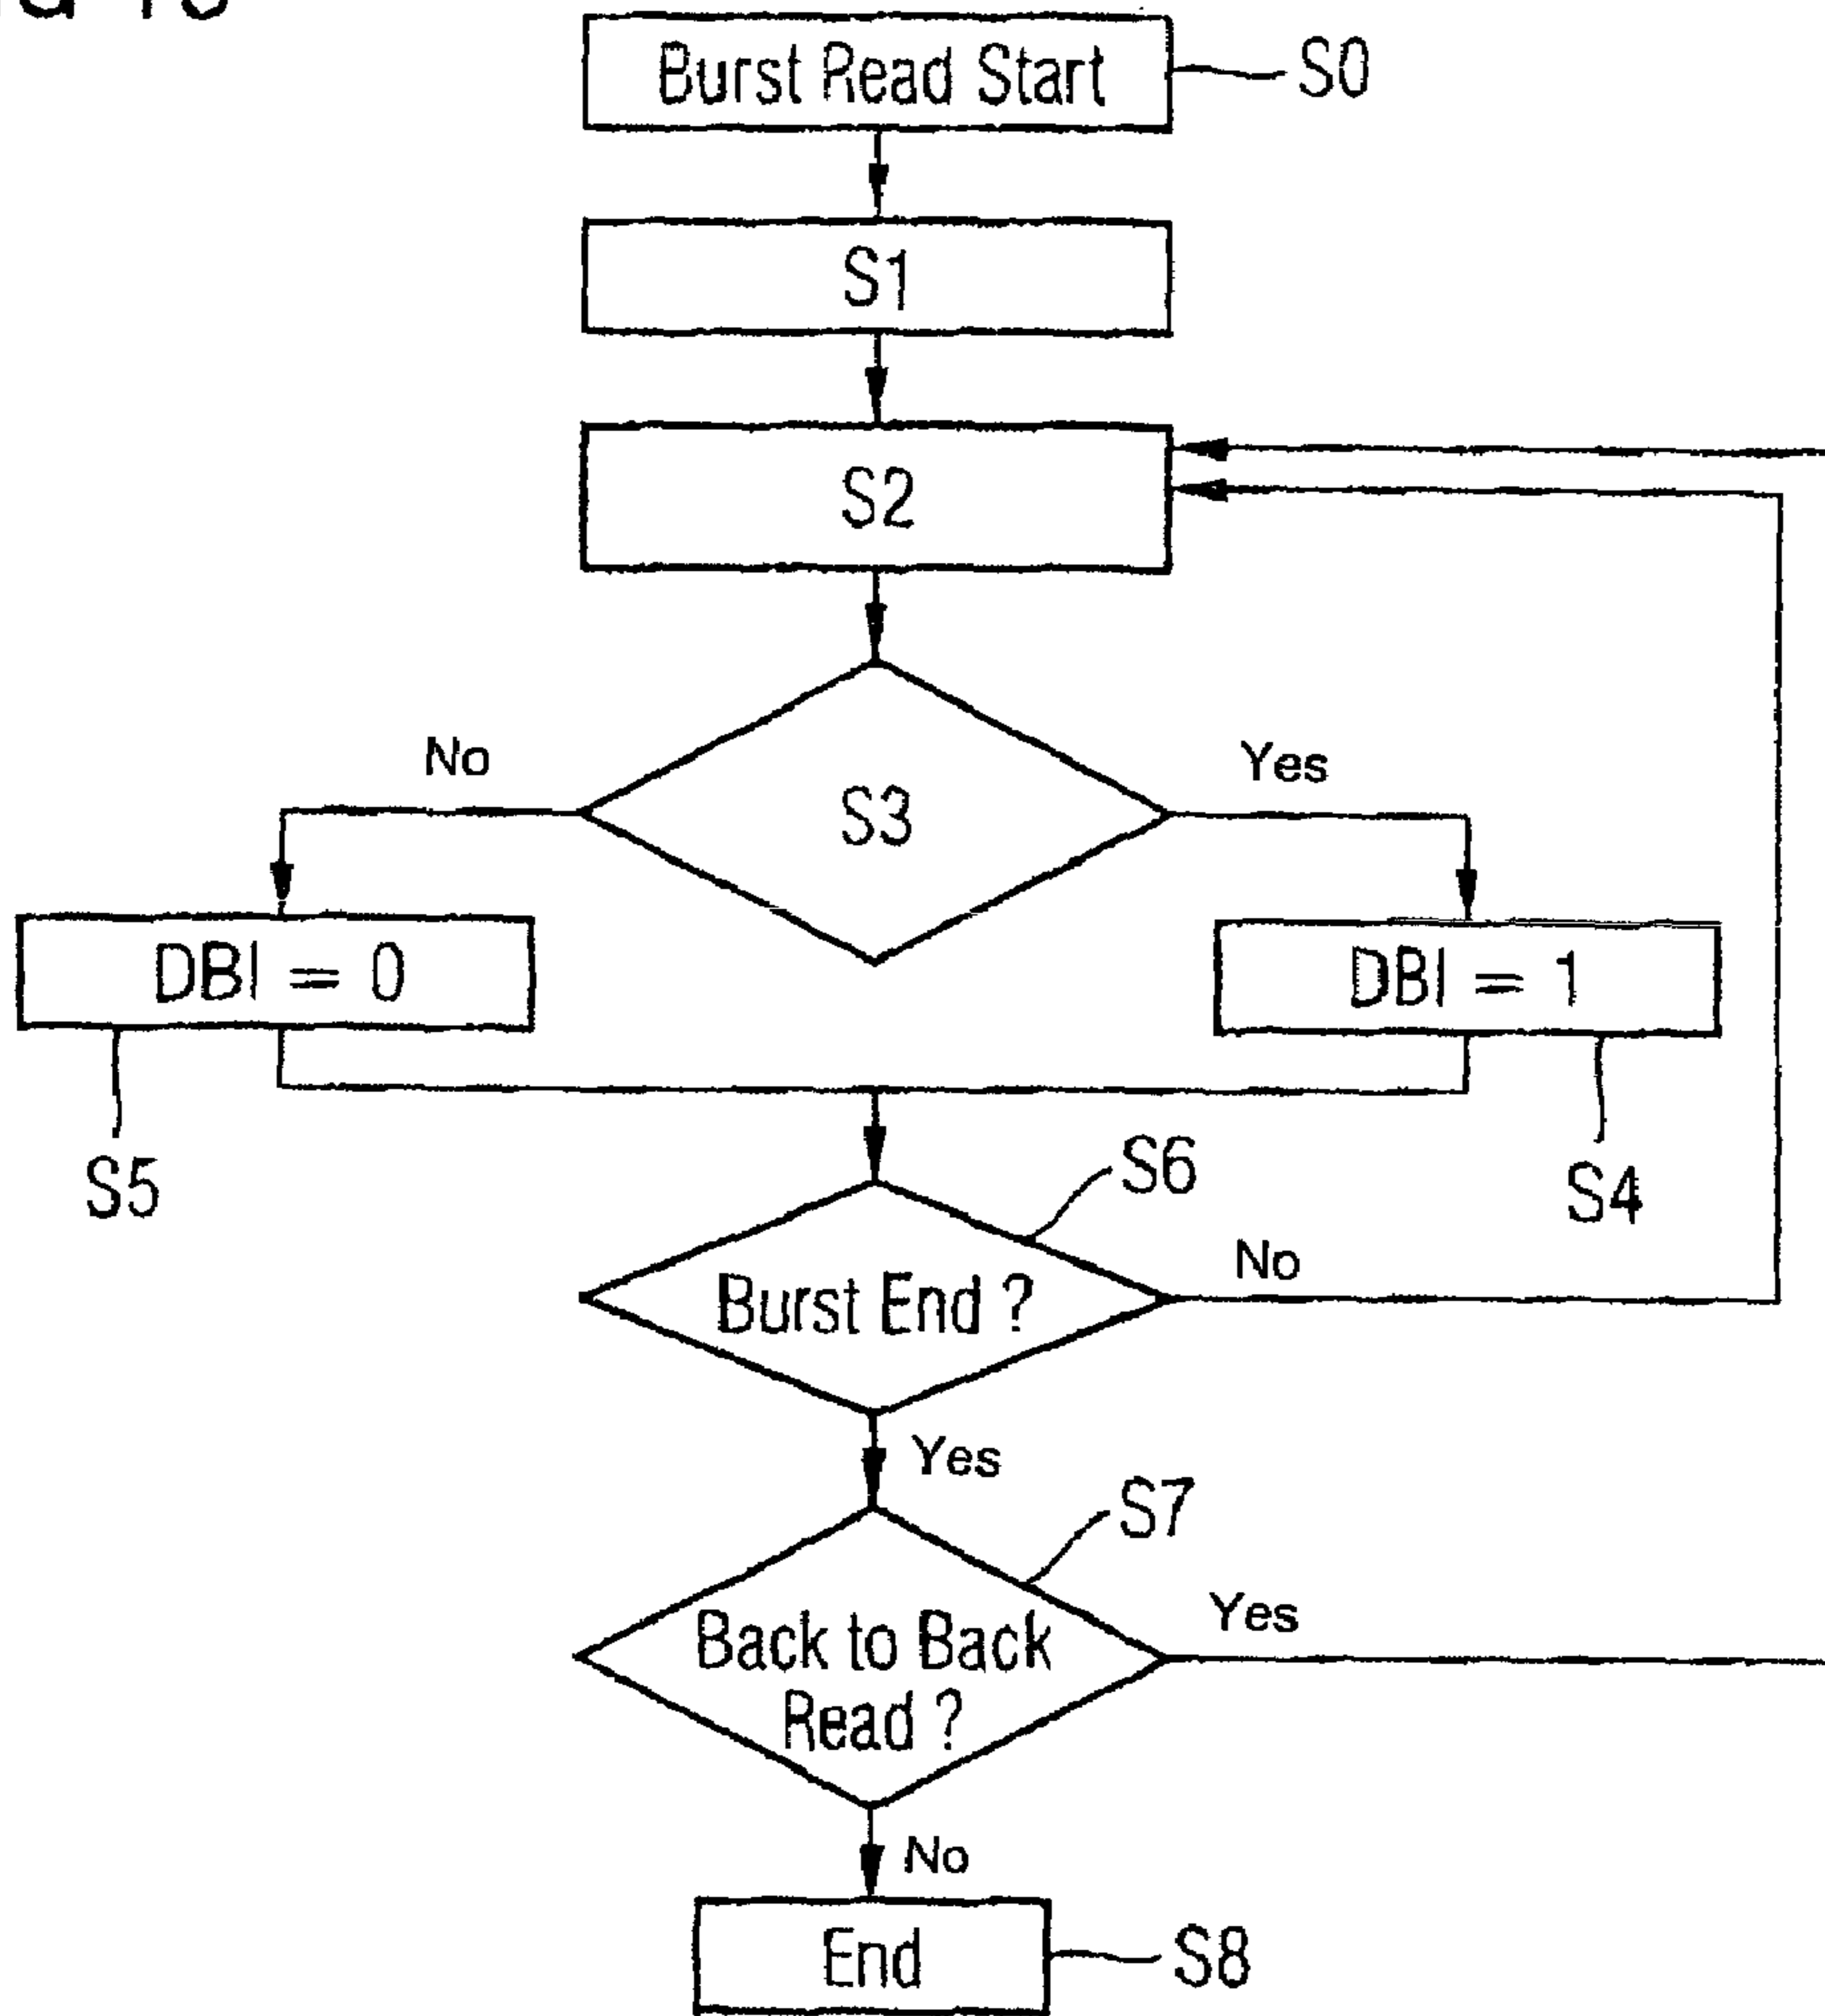 Burst Read Start
S0
S1
S2
No
Yes
S3
DBI = 0
DBI = 1
S5
S4
S6
Burst End ?
No
Yes
S7
Back to Back
Read ?
Yes
No
End
S8